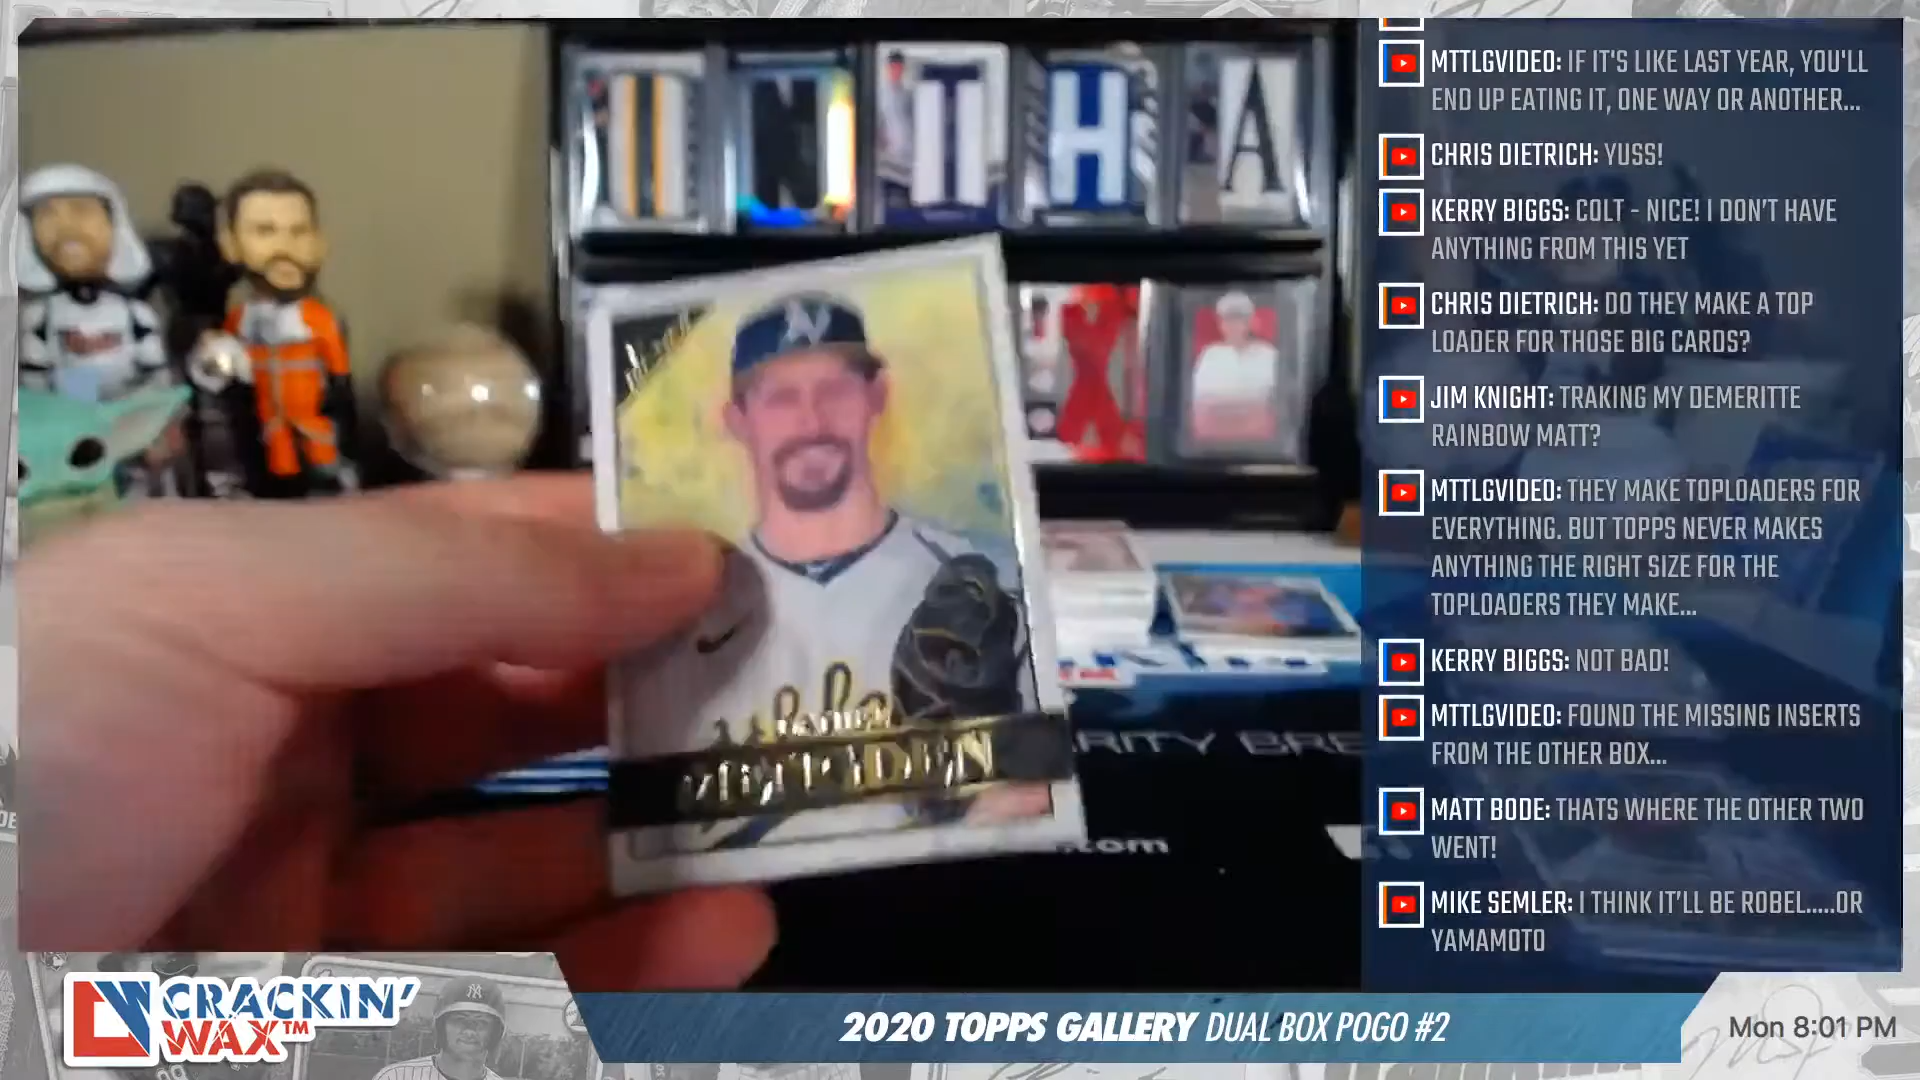 MTTLGVIDEO: IF IT'S LIKE LAST YEAR, YOU'LL
END UP EATING IT, ONE WAY OR ANOTHER...
CHRIS DIETRICH: YUSS!
KERRY BIGGS: COLT - NICE! I DON'T HAVE
ANYTHING FROM THIS YET
CHRIS DIETRICH: DO THEY MAKE A TOP
LOADER FOR THOSE BIG CARDS?
JIM KNIGHT: TRAKING MY DEMERITTE
RAINBOW MATT?
MTTLGVIDEO: THEY MAKE TOPLOADERS FOR
EVERYTHING. BUT TOPPS NEVER MAKES
ANYTHING THE RIGHT SIZE FOR THE
TOPLOADERS THEY MAKE...
KERRY BIGGS: NOT BAD!
MTTLGVIDEO: FOUND THE MISSING INSERTS
FROM THE OTHER BOX...
MATT BODE: THATS WHERE THE OTHER TWO
WENT!
MIKE SEMLER: I THINK IT'LL BE ROBEL.....OR
YAMAMOTO
I N T H A
.com
CRACKIN'
WAX™
2020 TOPPS GALLERY DUAL BOX POGO #2
Mon 8:01 PM